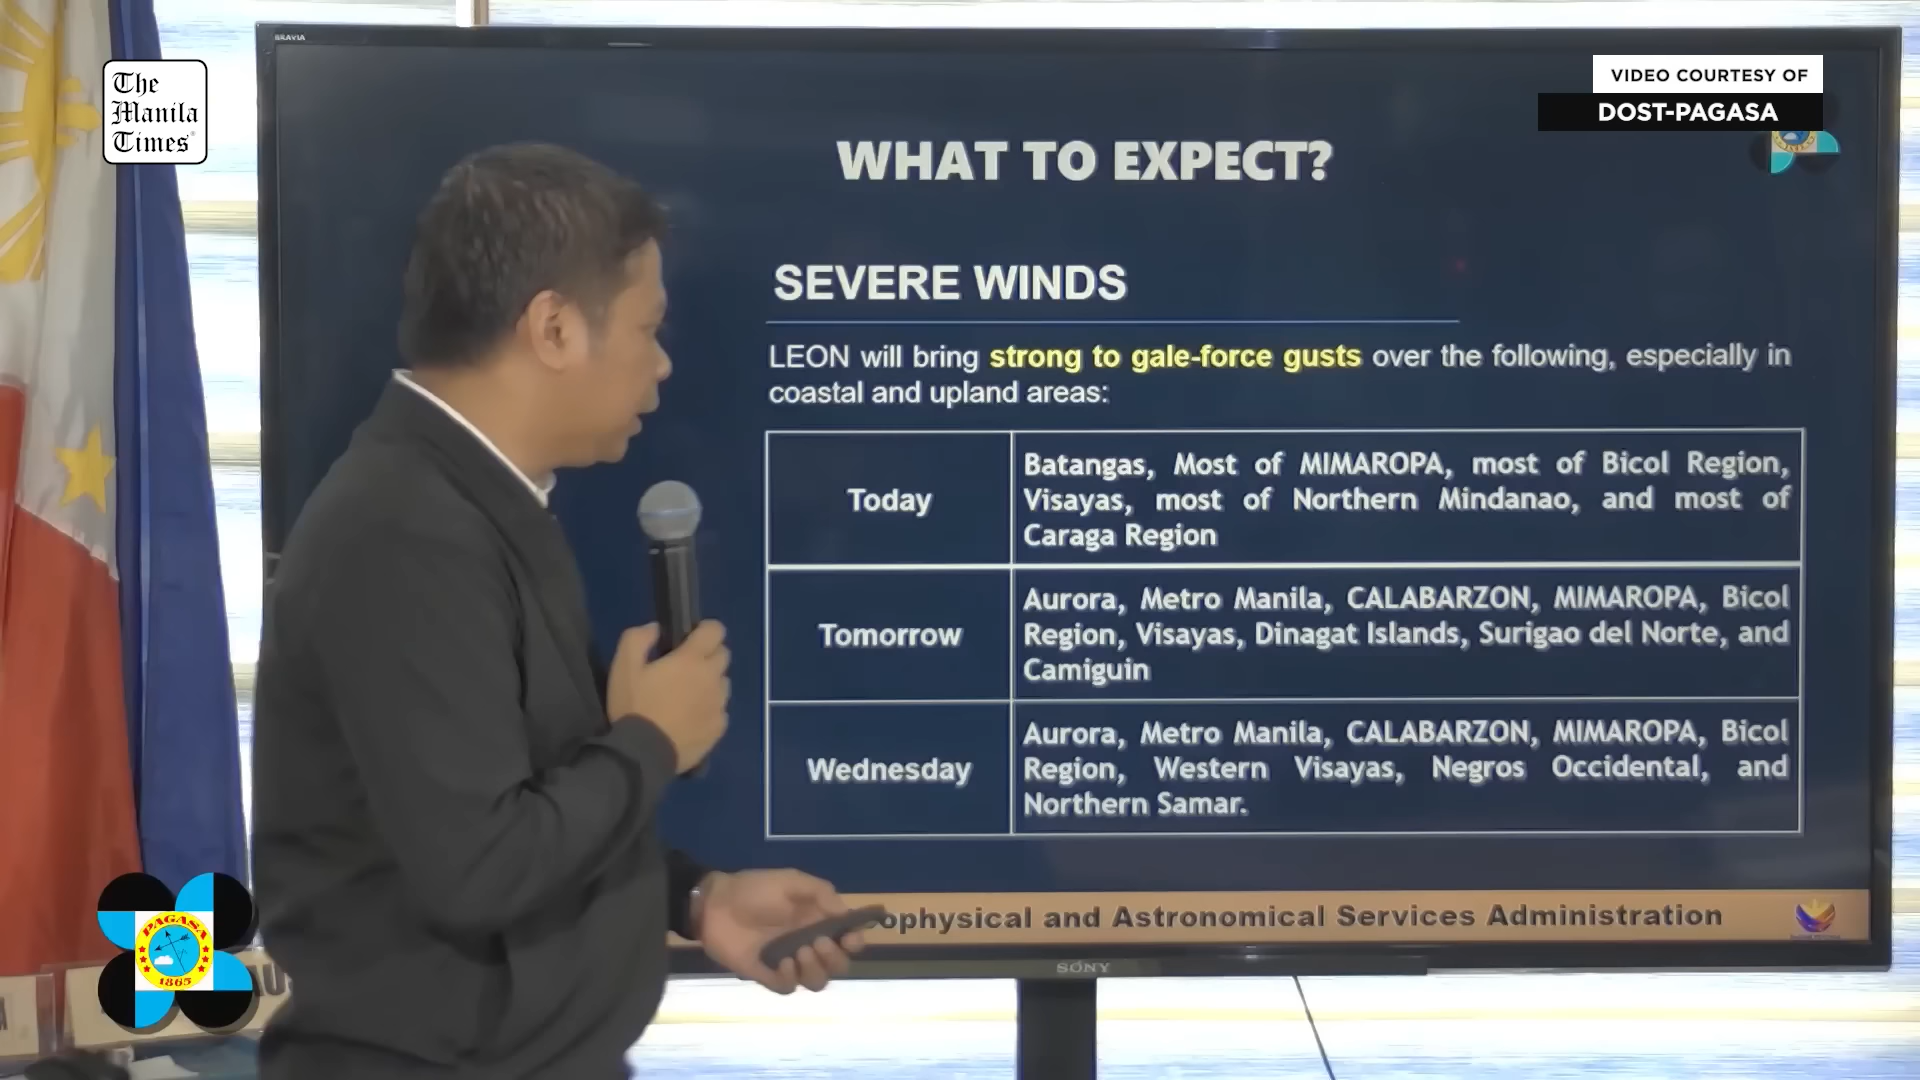 BRAVIA
The
Manila
Times
VIDEO COURTESY OF
DOST-PAGASA
WHAT TO EXPECT?
SEVERE WINDS
LEON will bring strong to gale-force gusts over the following, especially in
coastal and upland areas:
Today
Batangas, Most of MIMAROPA, most of Bicol Region,
Visayas, most of Northern Mindanao, and most of
Caraga Region
Tomorrow
Aurora, Metro Manila, CALABARZON, MIMAROPA, Bicol
Region, Visayas, Dinagat Islands, Surigao del Norte, and
Camiguin
Wednesday
Aurora, Metro Manila, CALABARZON, MIMAROPA, Bicol
Region, Western Visayas, Negros Occidental, and
Northern Samar.
ophysical and Astronomical Services Administration
SONY
PAGASA
1865